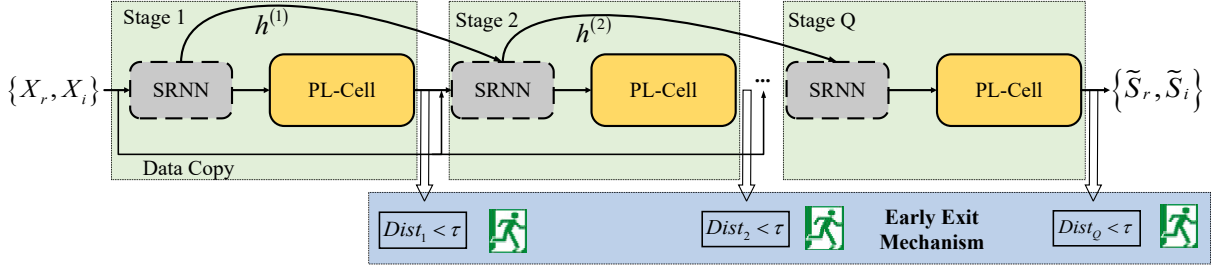 Stage 1
Stage 2
Stage Q
h^{(1)}
h^{(2)}
{X_r, X_i}
SRNN
PL-Cell
SRNN
PL-Cell
...
SRNN
PL-Cell
{S̃_r, S̃_i}
Data Copy
Dist_1 < τ
Dist_2 < τ
Early Exit
Mechanism
Dist_Q < τ